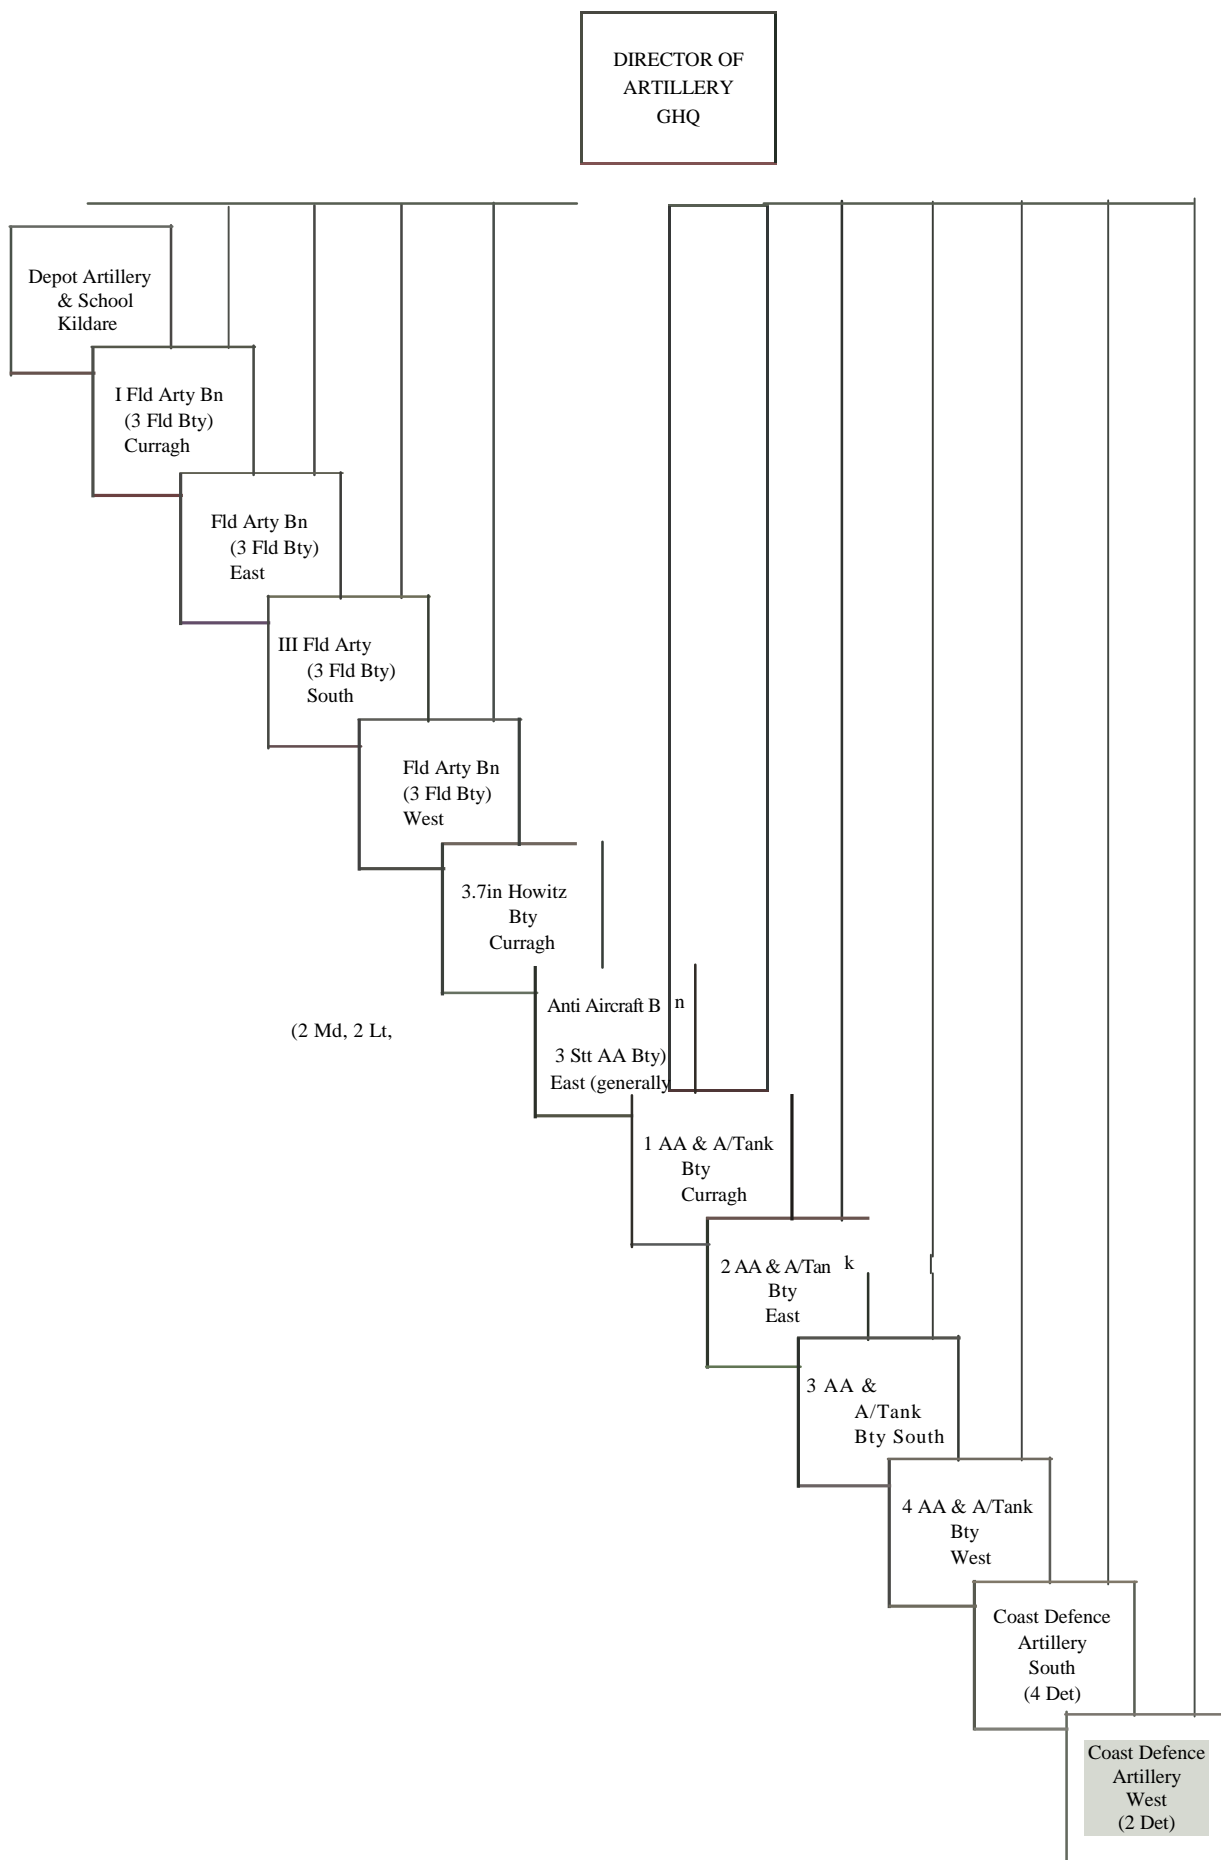 DIRECTOR OF
ARTILLERY
GHQ
Depot Artillery
& School
Kildare
I Fld Arty Bn
(3 Fld Bty)
Curragh
Fld Arty Bn
(3 Fld Bty)
East
III Fld Arty
(3 Fld Bty)
South
Fld Arty Bn
(3 Fld Bty)
West
3.7in Howitz
Bty
Curragh
Anti Aircraft B n
(2 Md, 2 Lt,
3 Stt AA Bty)
East (generally
1 AA & A/Tank
Bty
Curragh
2 AA & A/Tan k
Bty
East
3 AA &
A/Tank
Bty South
4 AA & A/Tank
Bty
West
Coast Defence
Artillery
South
(4 Det)
Coast Defence
Artillery
West
(2 Det)